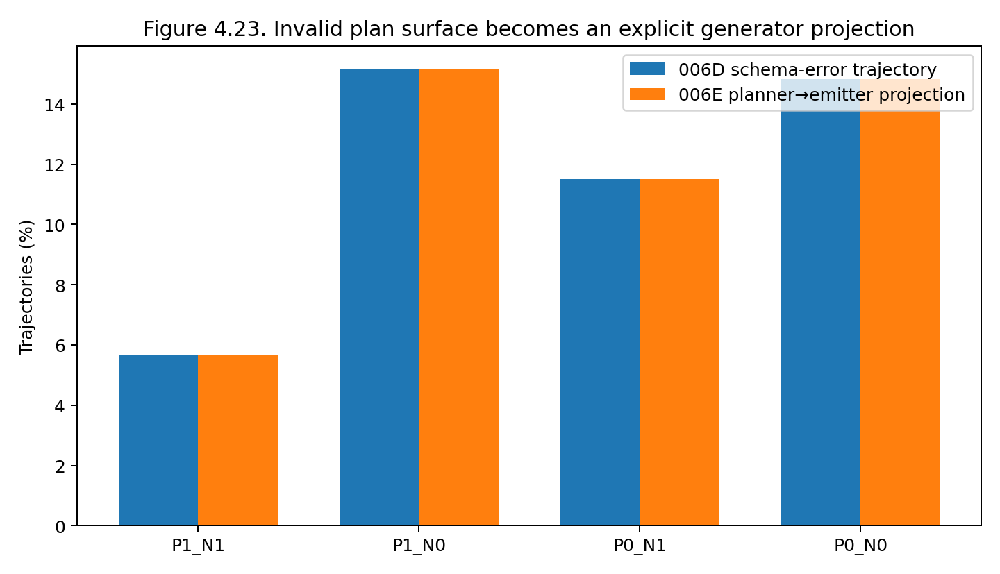 Figure 4.23. Invalid plan surface becomes an explicit generator projection
006D schema-error trajectory
006E planner→emitter projection
Trajectories (%)
14
12
10
8
6
4
2
0
P1_N1
P1_N0
P0_N1
P0_N0